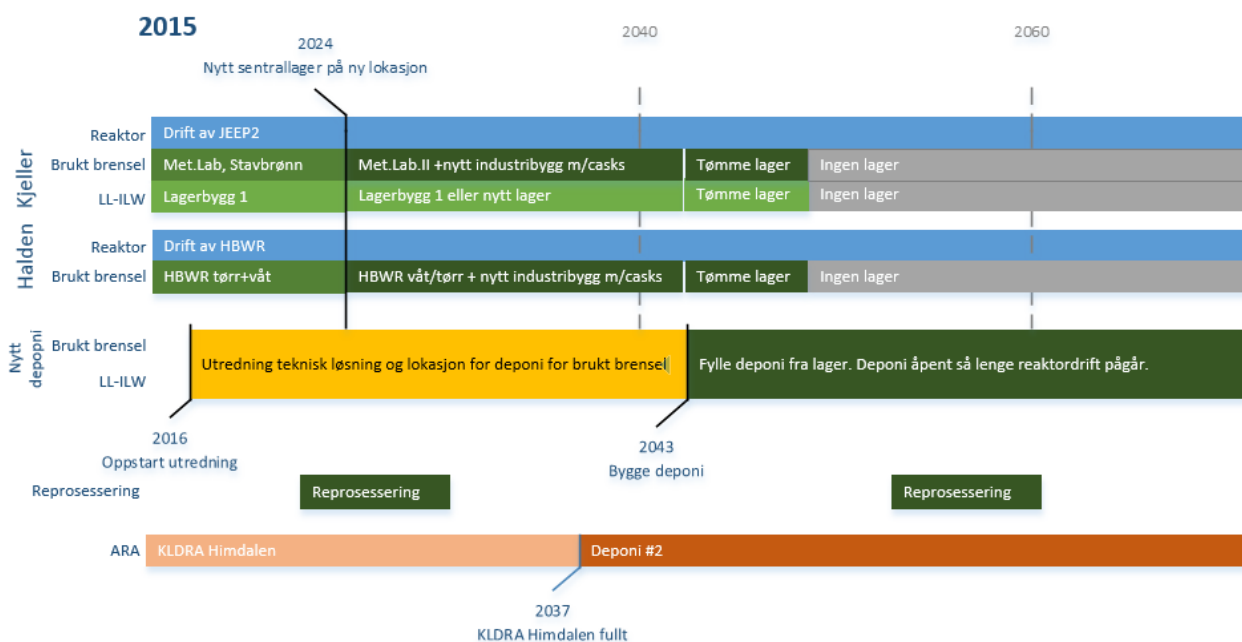 2015
2024
Nytt sentrallager på ny lokasjon
2040
2060
Kjeller
Reaktor
Drift av JEEP2
Brukt brensel
Met.Lab, Stavbrønn
Met.Lab.II +nytt industribygg m/casks
Tømme lager
Ingen lager
LL-ILW
Lagerbygg 1
Lagerbygg 1 eller nytt lager
Tømme lager
Ingen lager
Halden
Reaktor
Drift av HBWR
Brukt brensel
HBWR tørr+våt
HBWR våt/tørr + nytt industribygg m/casks
Tømme lager
Ingen lager
Nytt
depopni
Brukt brensel
LL-ILW
Utredning teknisk løsning og lokasjon for deponi for brukt brensel
Fylle deponi fra lager. Deponi åpent så lenge reaktordrift pågår.
2016
Oppstart utredning
2043
Bygge deponi
Reprosessering
Reprosessering
Reprosessering
ARA
KLDRA Himdalen
Deponi #2
2037
KLDRA Himdalen fullt